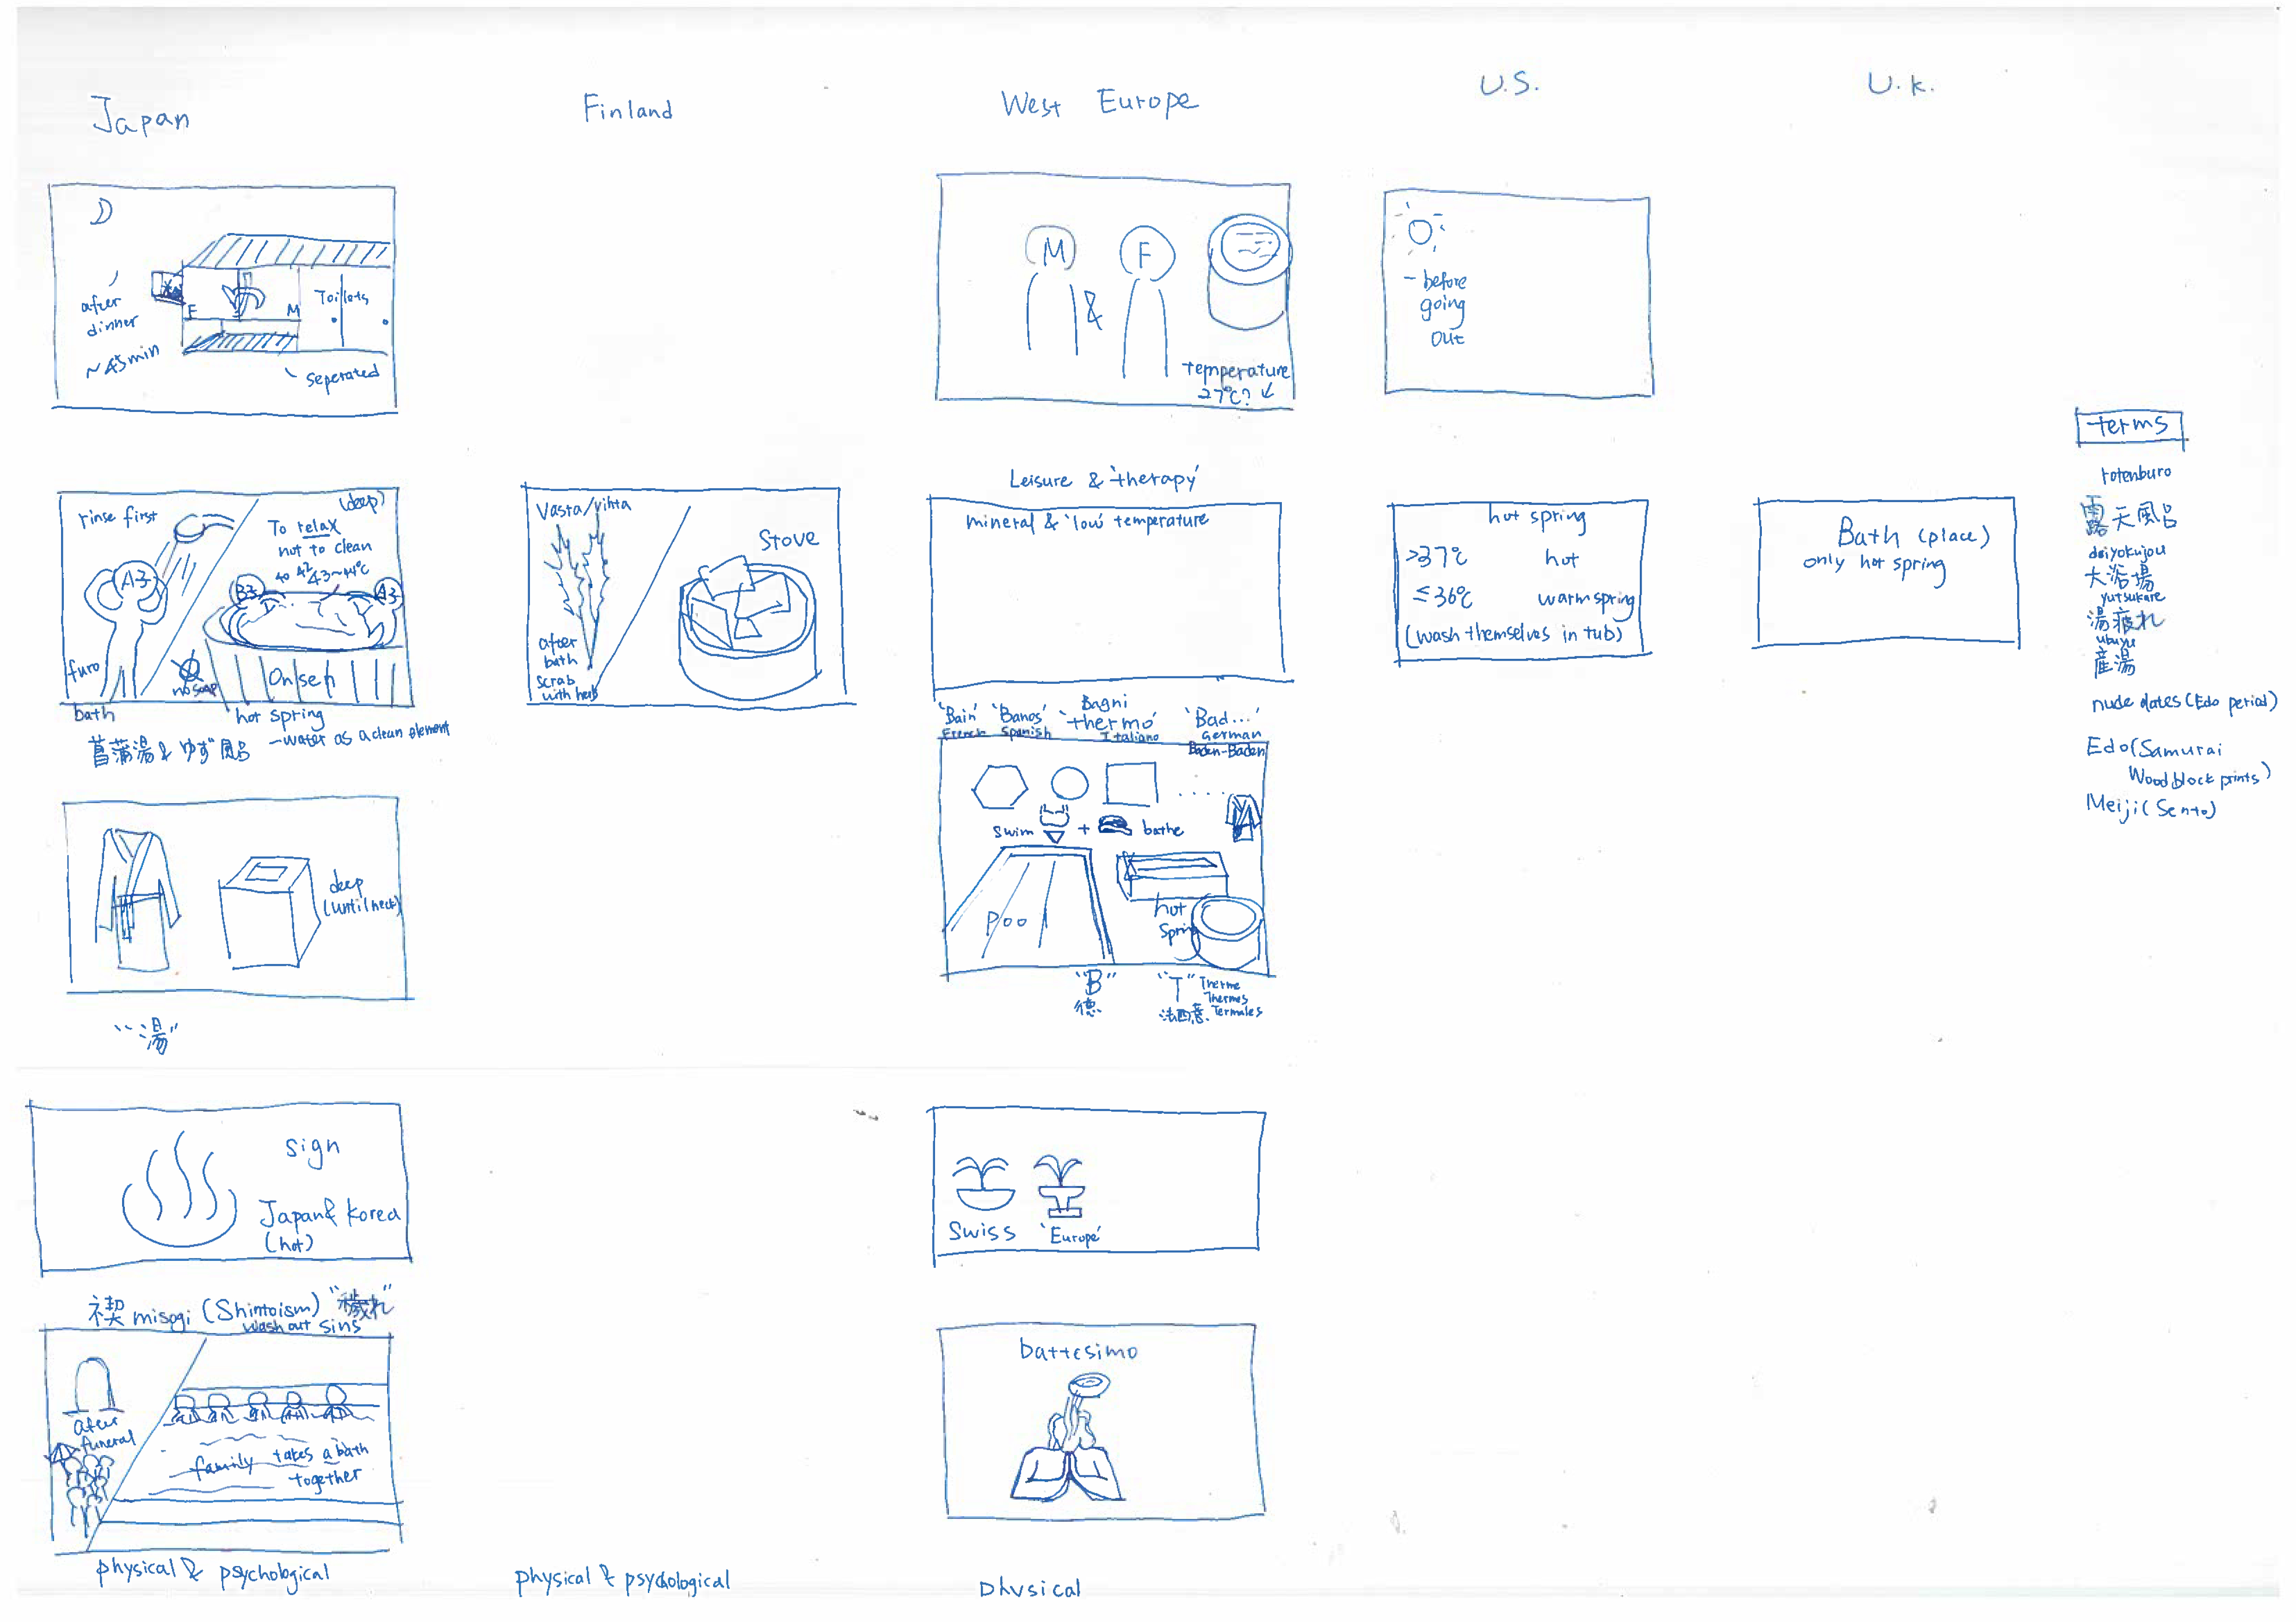 Japan
Finland
West Europe
U.S.
U.K.
after
dinner
~45min
F
M
Toilets
seperated
M
&
F
temperature
27℃?
- before
going
out
rinse first
A3
furo
(deep)
To relax
not to clean
40 42 43~44℃
B3
A3
no soap
Onsen
bath
hot spring
-water as a clean element
菖蒲湯&ゆず風呂
Vasta/vihta
after
bath
scrab
with herb
Stove
Leisure & 'therapy'
mineral & 'low' temperature
hot spring
>37℃ hot
≤36℃ warm spring
(wash themselves in tub)
Bath (place)
only hot spring
terms
rotenburo
露天風呂
daiyokujou
大浴場
yutsukare
湯疲れ
ubuyu
産湯
nude dates (Edo period)
Edo (Samurai
Woodblock prints)
Meiji (Sento)
'Bain'
French
'Banos'
Spanish
Bagni
'thermo'
Italiano
'Bad...'
German
Baden-Baden
swim + bathe
Poo
hot
spring
"B"
德
"T" Therme
Thermes
法西意. Termales
deep
(until neck)
"湯"
sign
Japan& Korea
(hot)
Swiss
'Europe'
禊 misogi (Shintoism) "穢れ"
wash out sins
after
funeral
family takes a bath
together
battesimo
physical & psychological
physical & psychological
physical